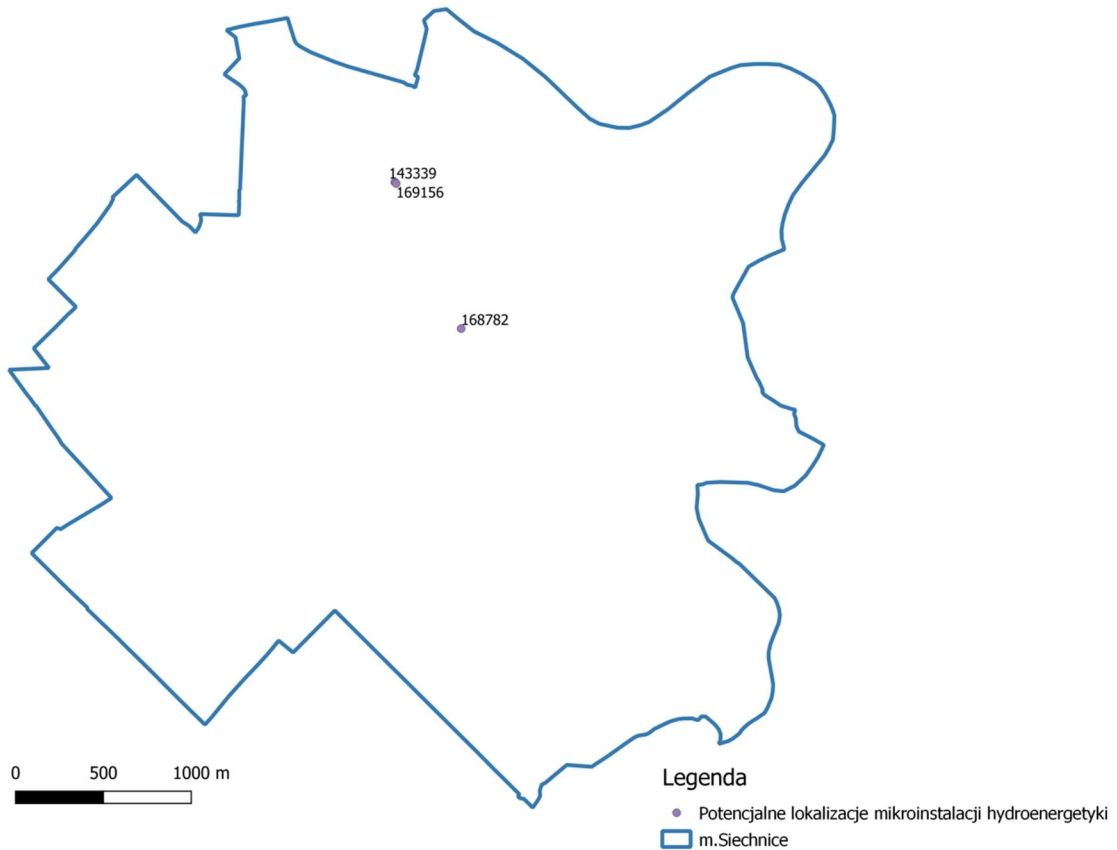 143339
169156
168782
0 500 1000 m
Legenda
Potencjalne lokalizacje mikroinstalacji hydroenergetyki
m.Siechnice